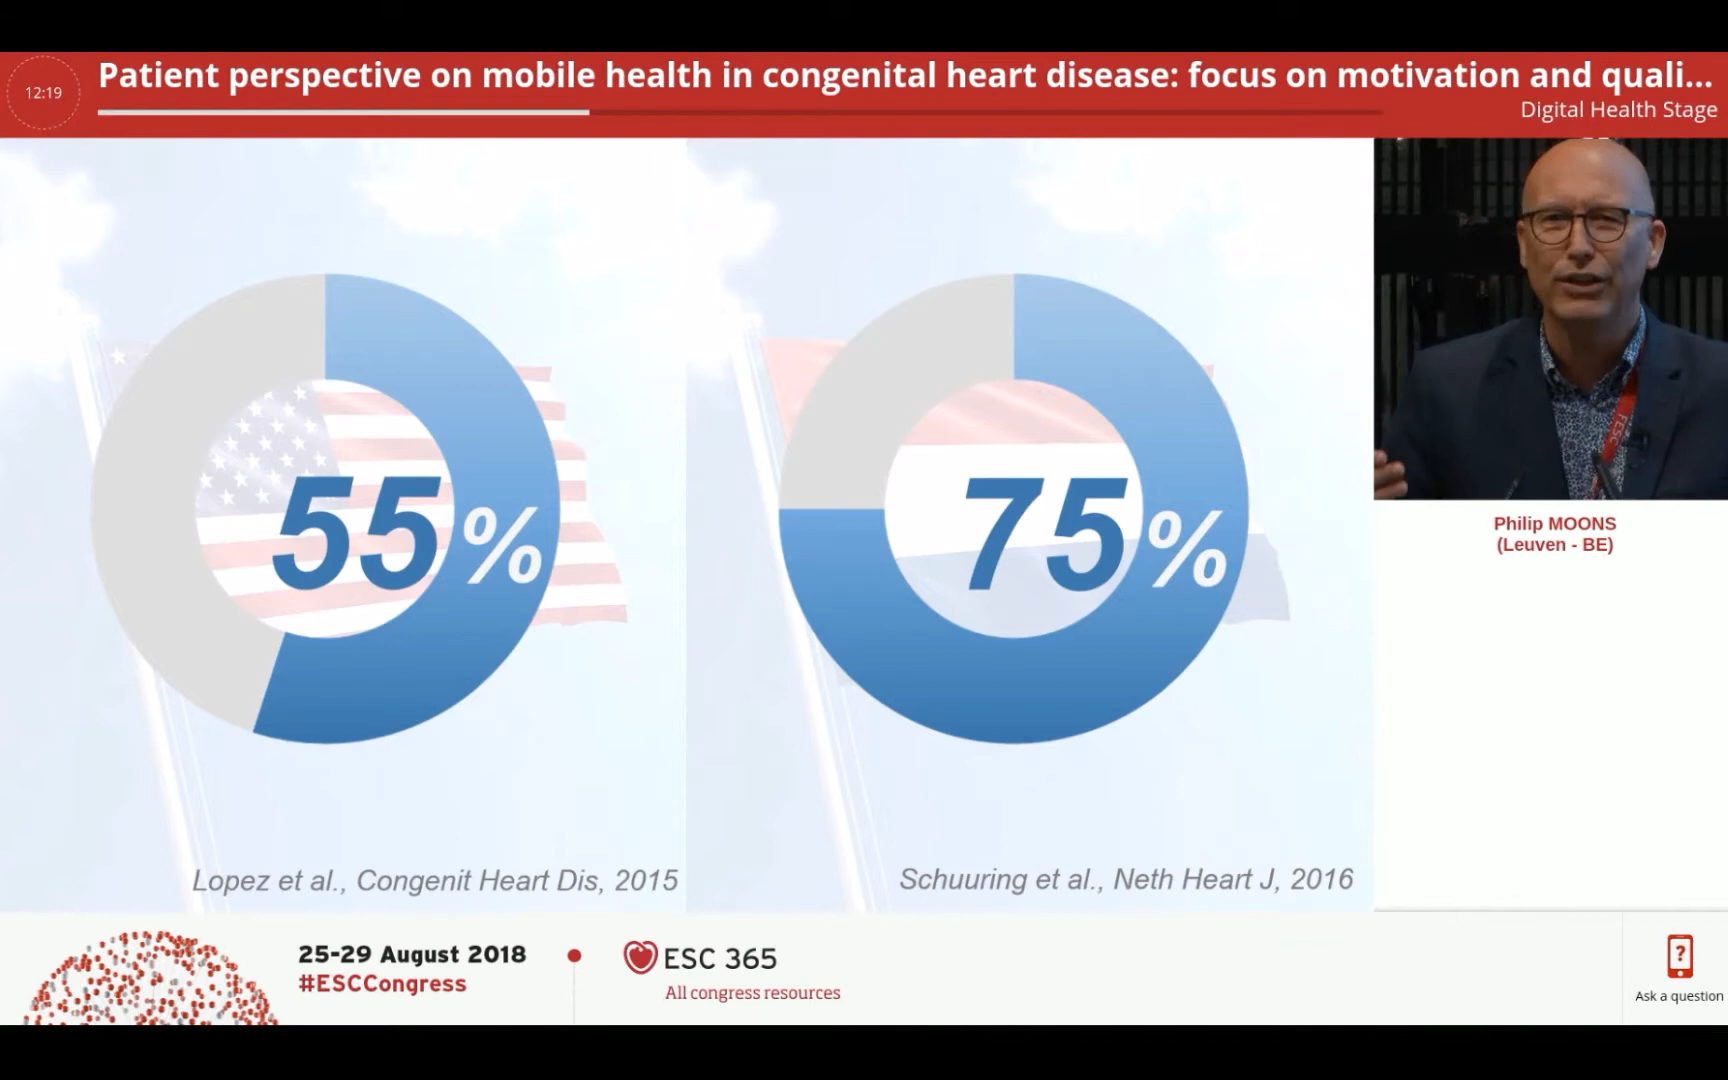 12:19
Patient perspective on mobile health in congenital heart disease: focus on motivation and quali...
Digital Health Stage
55%
75%
FESC
Philip MOONS
(Leuven - BE)
Lopez et al., Congenit Heart Dis, 2015
Schuuring et al., Neth Heart J, 2016
25-29 August 2018
#ESCCongress
ESC 365
All congress resources
?
Ask a question